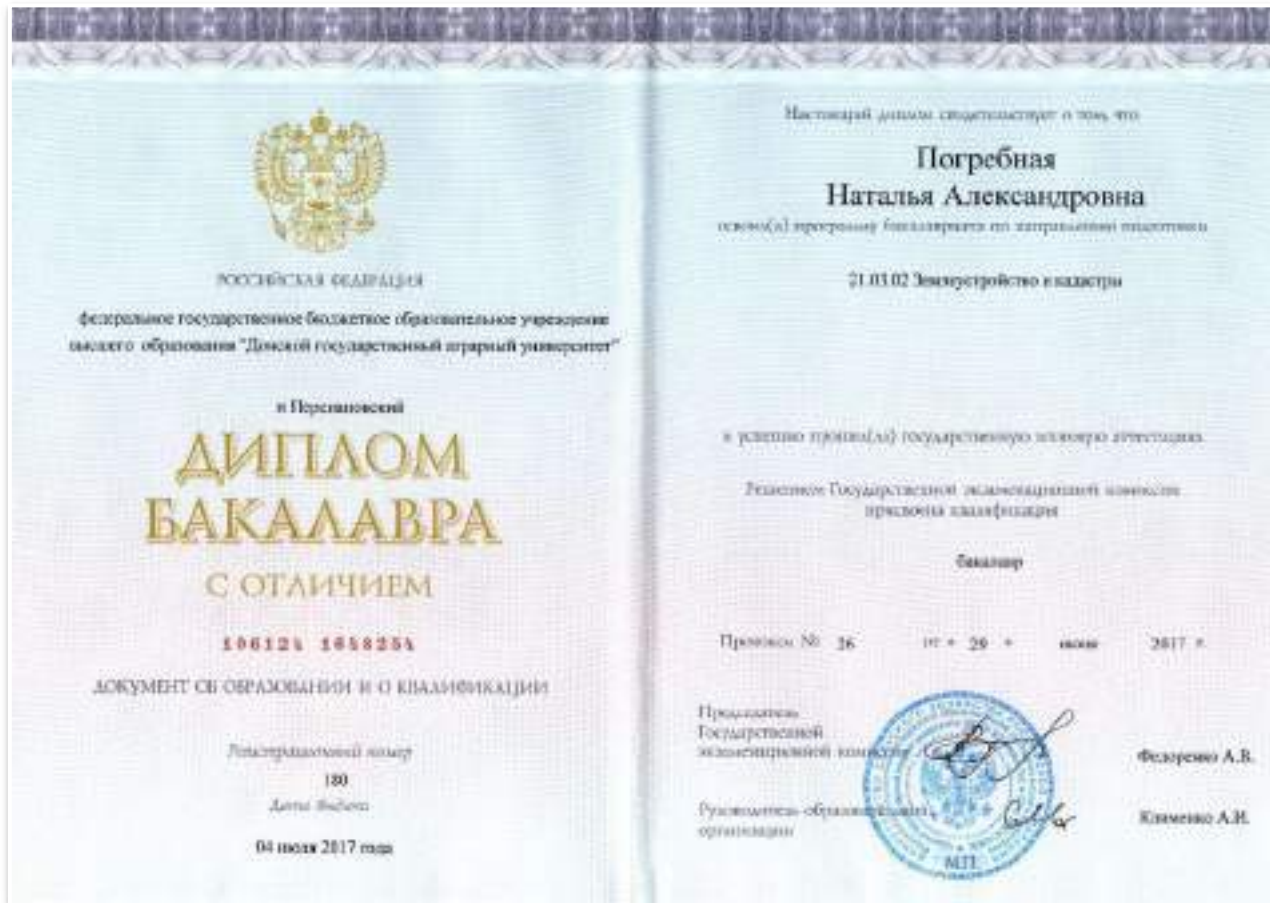 РОССИЙСКАЯ ФЕДЕРАЦИЯ
федеральное государственное бюджетное образовательное учреждение
высшего образования "Донской государственный аграрный университет"
п Персиановский
ДИПЛОМ
БАКАЛАВРА
С ОТЛИЧИЕМ
106124 1648254
ДОКУМЕНТ ОБ ОБРАЗОВАНИИ И О КВАЛИФИКАЦИИ
Регистрационный номер
180
Дата выдачи
04 июля 2017 года
Настоящий диплом свидетельствует о том, что
Погребная
Наталья Александровна
освоил(а) программу бакалавриата по направлению подготовки
21.03.02 Землеустройство и кадастры
и успешно прошел(ла) государственную итоговую аттестацию
Решением Государственной экзаменационной комиссии
присвоена квалификация
бакалавр
Протокол № 26 от « 29 » июня 2017 г.
Председатель
Государственной
экзаменационной комиссии
Федоренко А.В.
Руководитель образовательной
организации
Клименко А.И.
М.П.